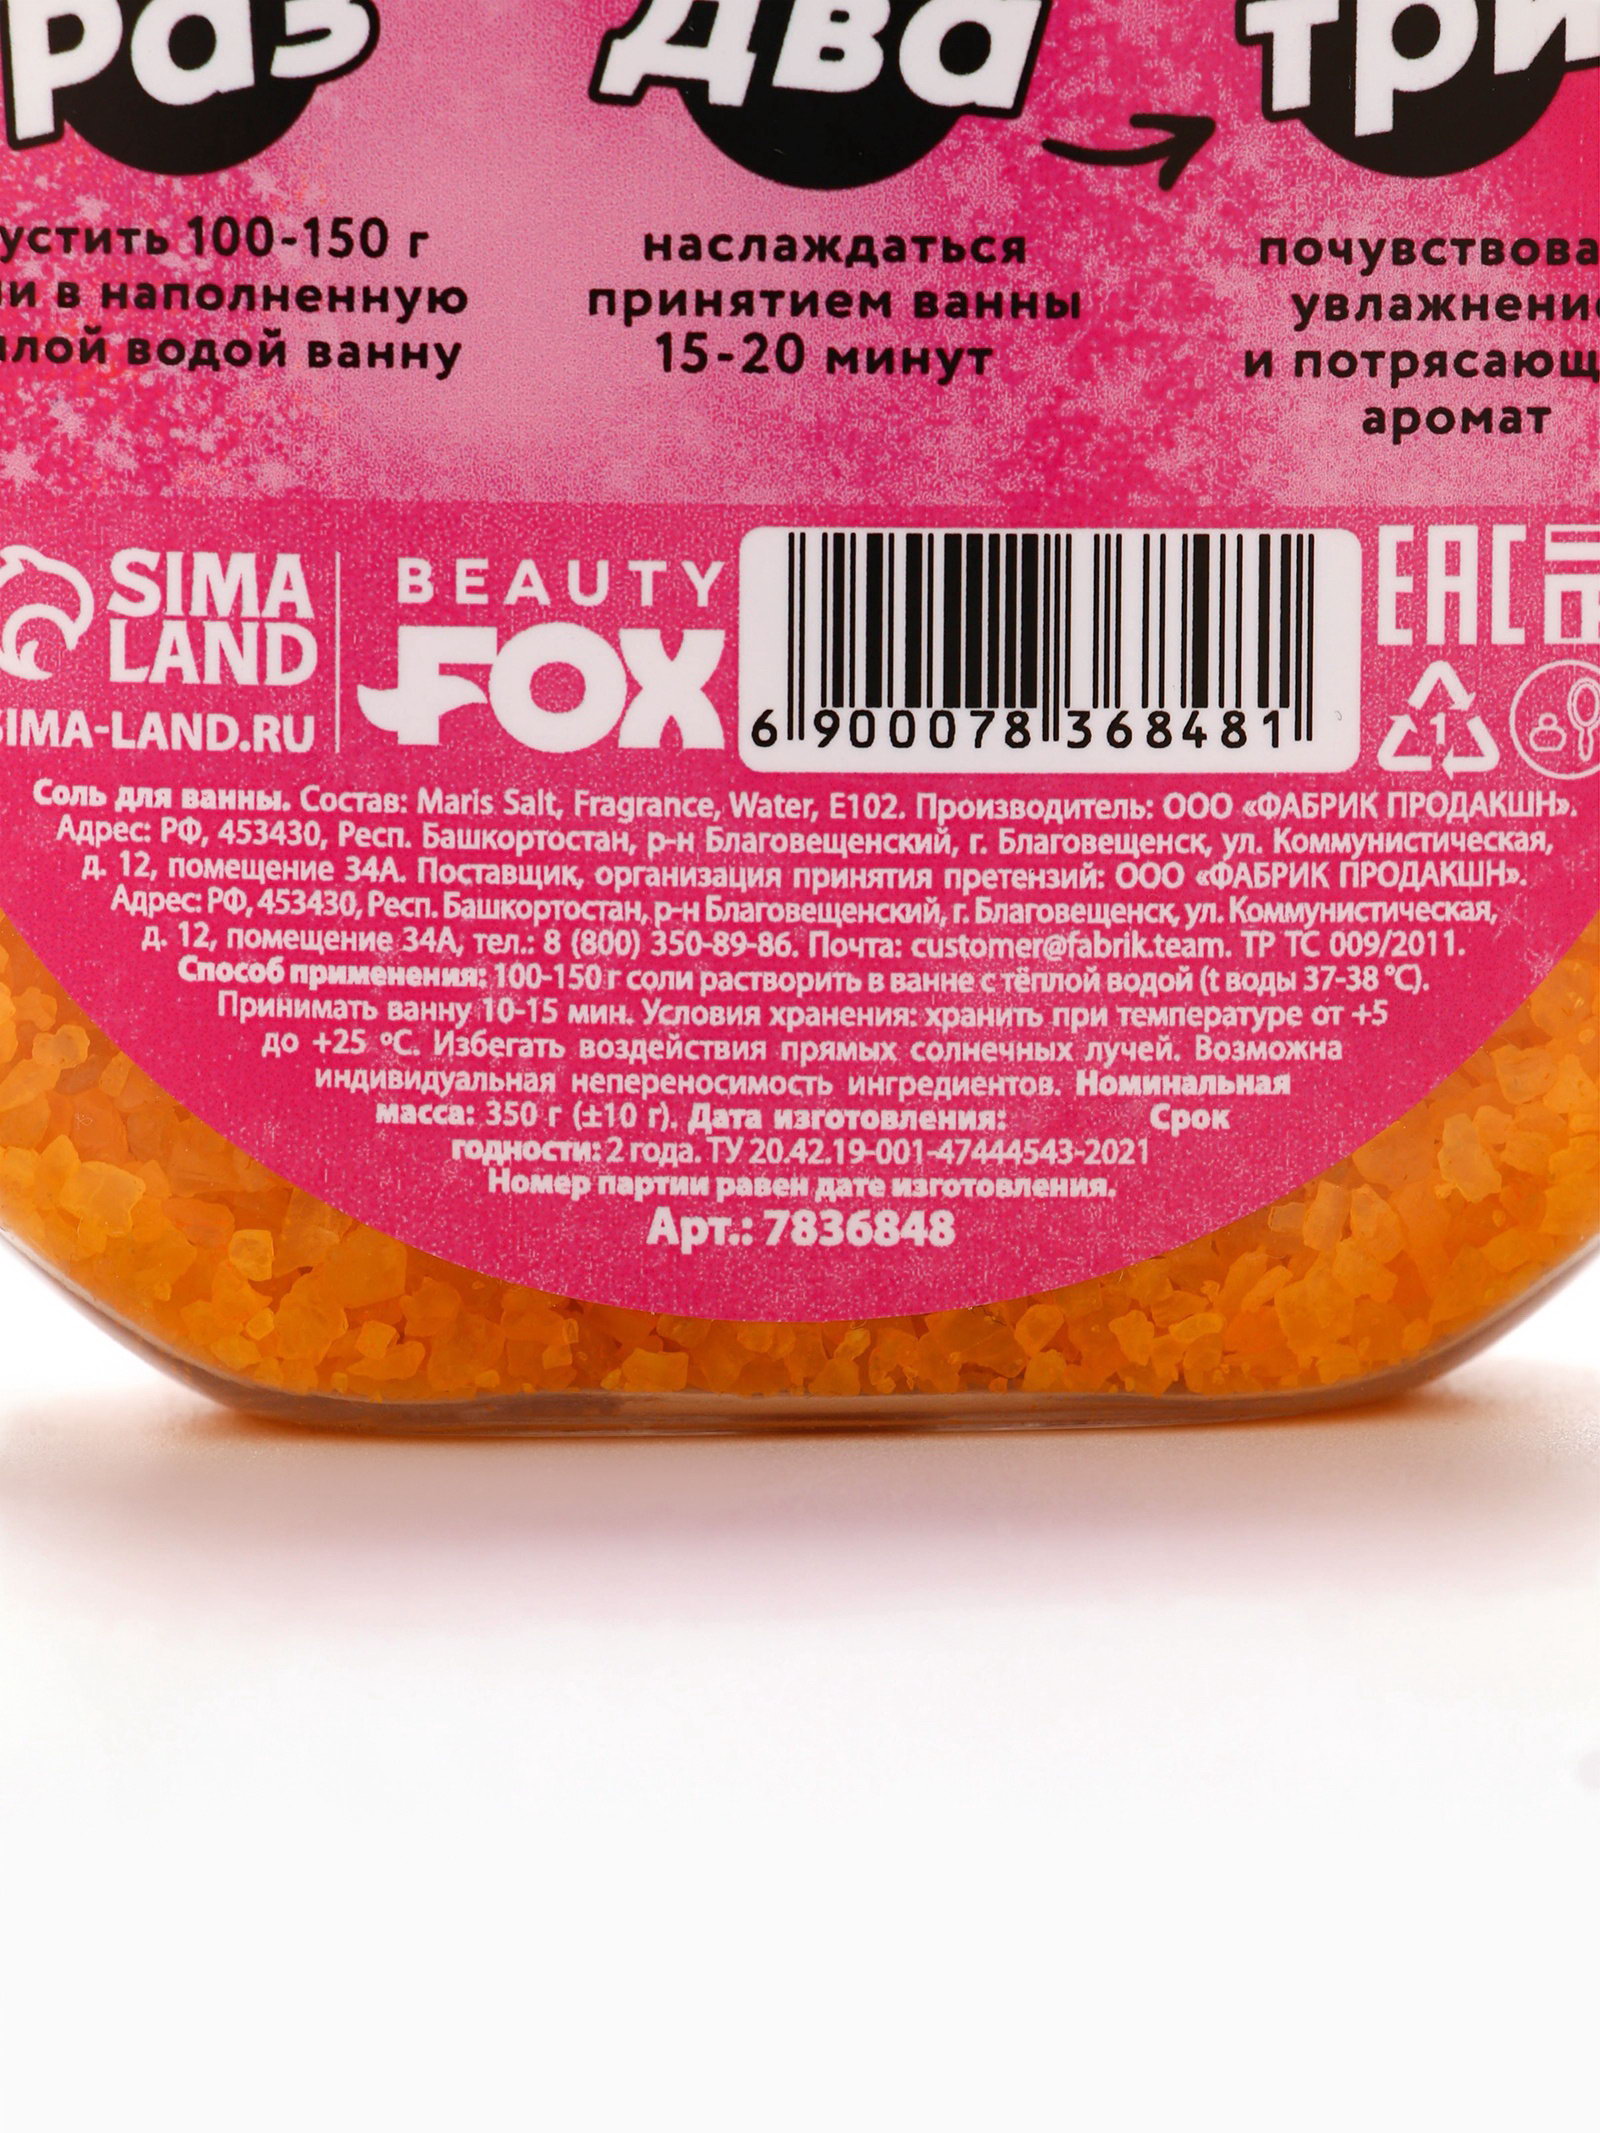 раз два три
устить 100-150 г
и в наполненную
лой водой ванну
наслаждаться
принятием ванны
15-20 минут
почувствова
увлажнени
и потрясающ
аромат
SIMA
LAND
SIMA-LAND.RU
BEAUTY
FOX
6 900078 368481
EAC
1
Соль для ванны. Состав: Maris Salt, Fragrance, Water, E102. Производитель: ООО «ФАБРИК ПРОДАКШН».
Адрес: РФ, 453430, Респ. Башкортостан, р-н Благовещенский, г. Благовещенск, ул. Коммунистическая,
д. 12, помещение 34А. Поставщик, организация принятия претензий: ООО «ФАБРИК ПРОДАКШН».
Адрес: РФ, 453430, Респ. Башкортостан, р-н Благовещенский, г. Благовещенск, ул. Коммунистическая,
д. 12, помещение 34А, тел.: 8 (800) 350-89-86. Почта: customer@fabrik.team. ТР ТС 009/2011.
Способ применения: 100-150 г соли растворить в ванне с тёплой водой (t воды 37-38 °C).
Принимать ванну 10-15 мин. Условия хранения: хранить при температуре от +5
до +25 °C. Избегать воздействия прямых солнечных лучей. Возможна
индивидуальная непереносимость ингредиентов. Номинальная
масса: 350 г (±10 г). Дата изготовления: Срок
годности: 2 года. ТУ 20.42.19-001-47444543-2021
Номер партии равен дате изготовления.
Арт.: 7836848